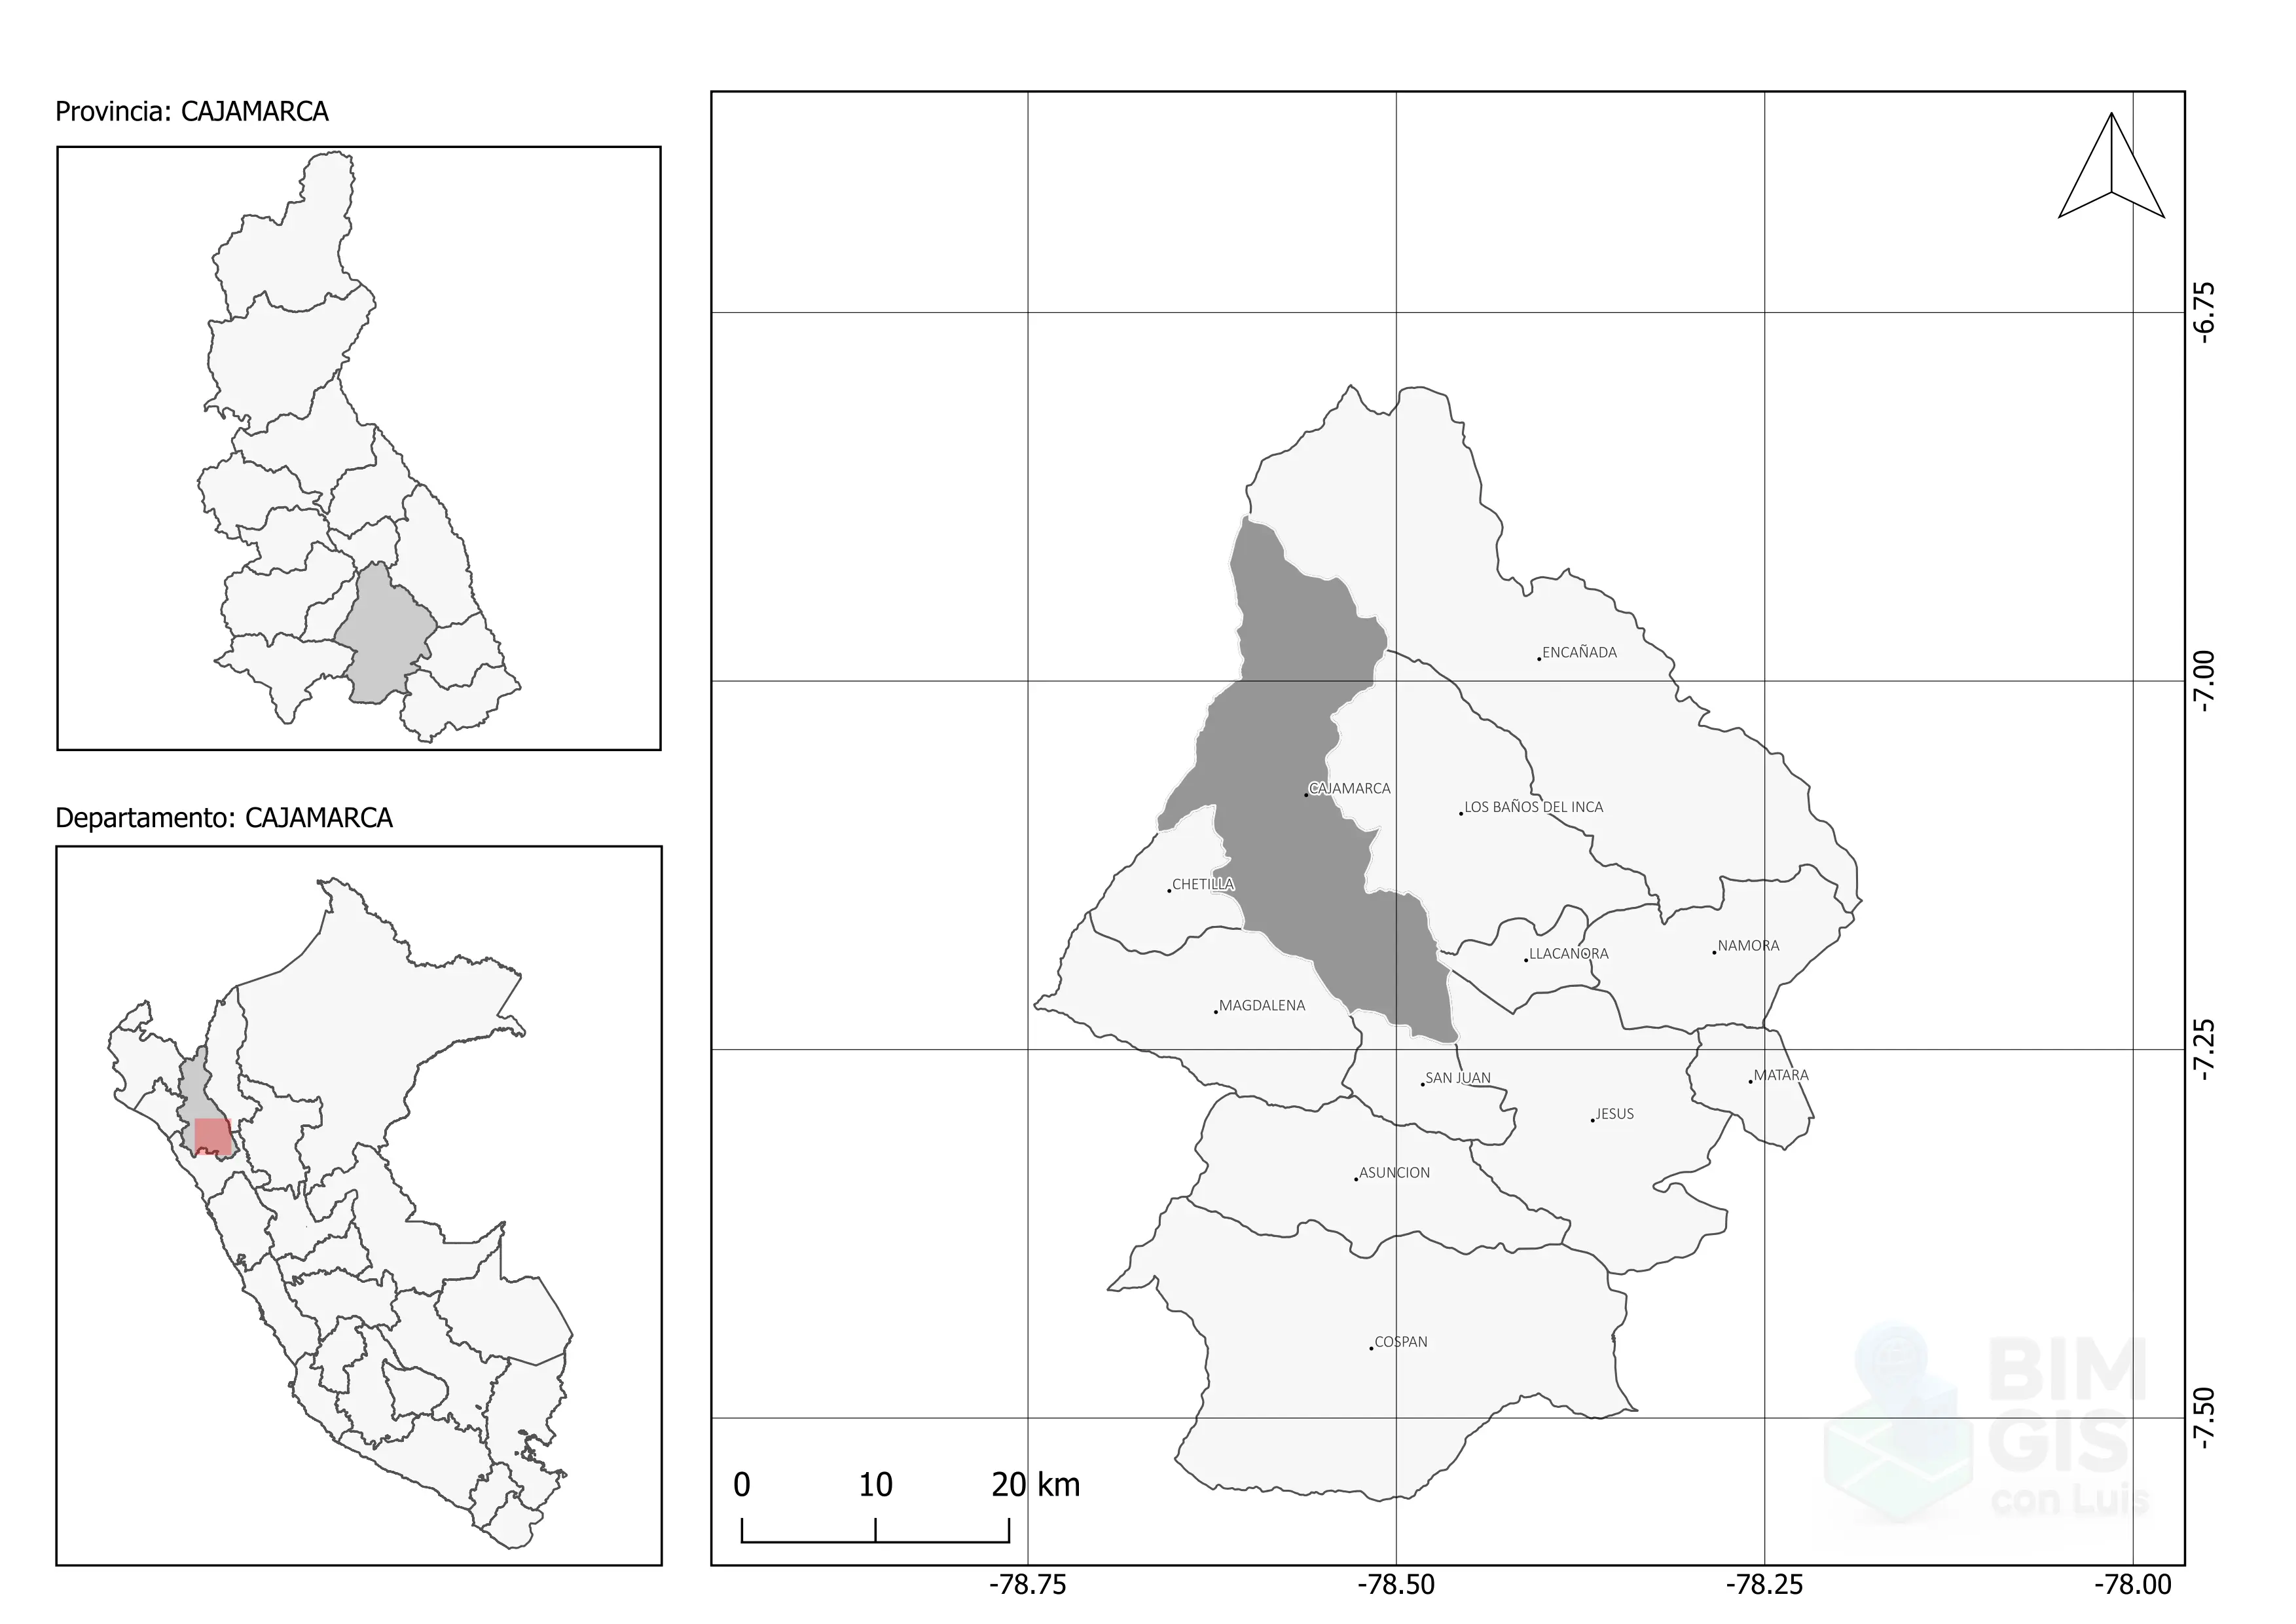 Provincia: CAJAMARCA
Departamento: CAJAMARCA
ENCAÑADA
CAJAMARCA
LOS BAÑOS DEL INCA
CHETILLA
LLACANORA
NAMORA
MAGDALENA
SAN JUAN
MATARA
JESUS
ASUNCION
COSPAN
0 10 20 km
-78.75 -78.50 -78.25 -78.00
-6.75
-7.00
-7.25
-7.50
BIM
GIS
con Luis